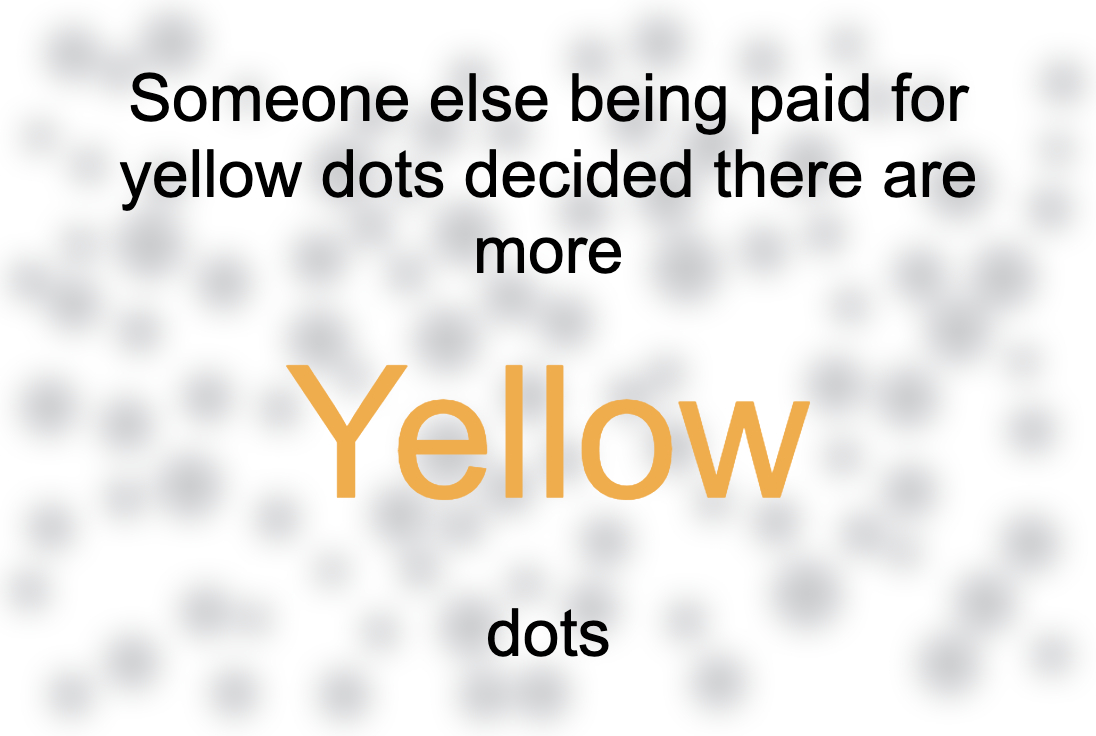 Someone else being paid for
yellow dots decided there are
more
Yellow
dots